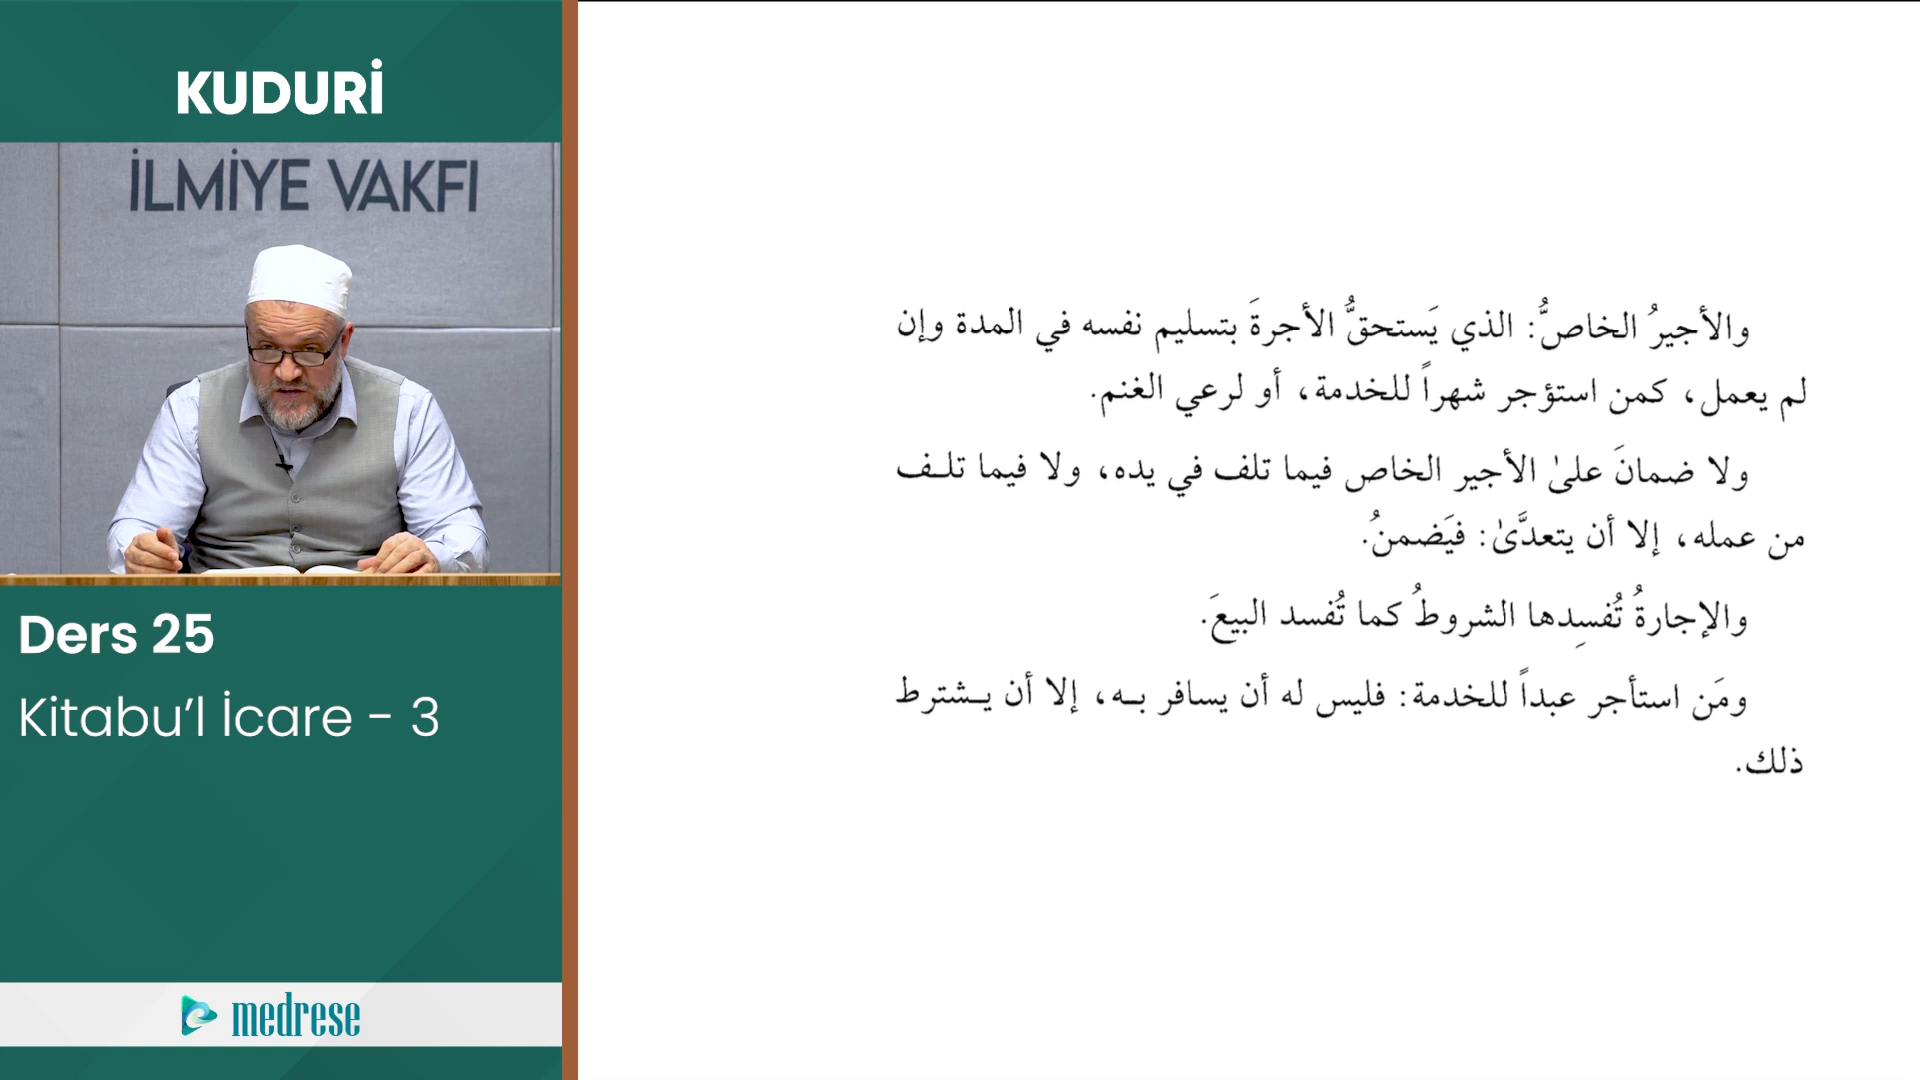 KUDURİ
İLMİYE VAKFI
Ders 25
Kitabu’l İcare - 3
medrese
والأجيرُ الخاصُّ: الذي يَستحقُّ الأجرةَ بتسليم نفسه في المدة وإن
لم يعمل، كمن استؤجر شهراً للخدمة، أو لرعي الغنم.
ولا ضمانَ علىٰ الأجير الخاص فيما تلف في يده، ولا فيما تلـف
من عمله، إلا أن يتعدَّىٰ: فيَضمنُ.
والإجارةُ تُفسِدها الشروطُ كما تُفسد البيعَ.
ومَن استأجر عبداً للخدمة: فليس له أن يسافر بـه، إلا أن يـشترط
ذلك.